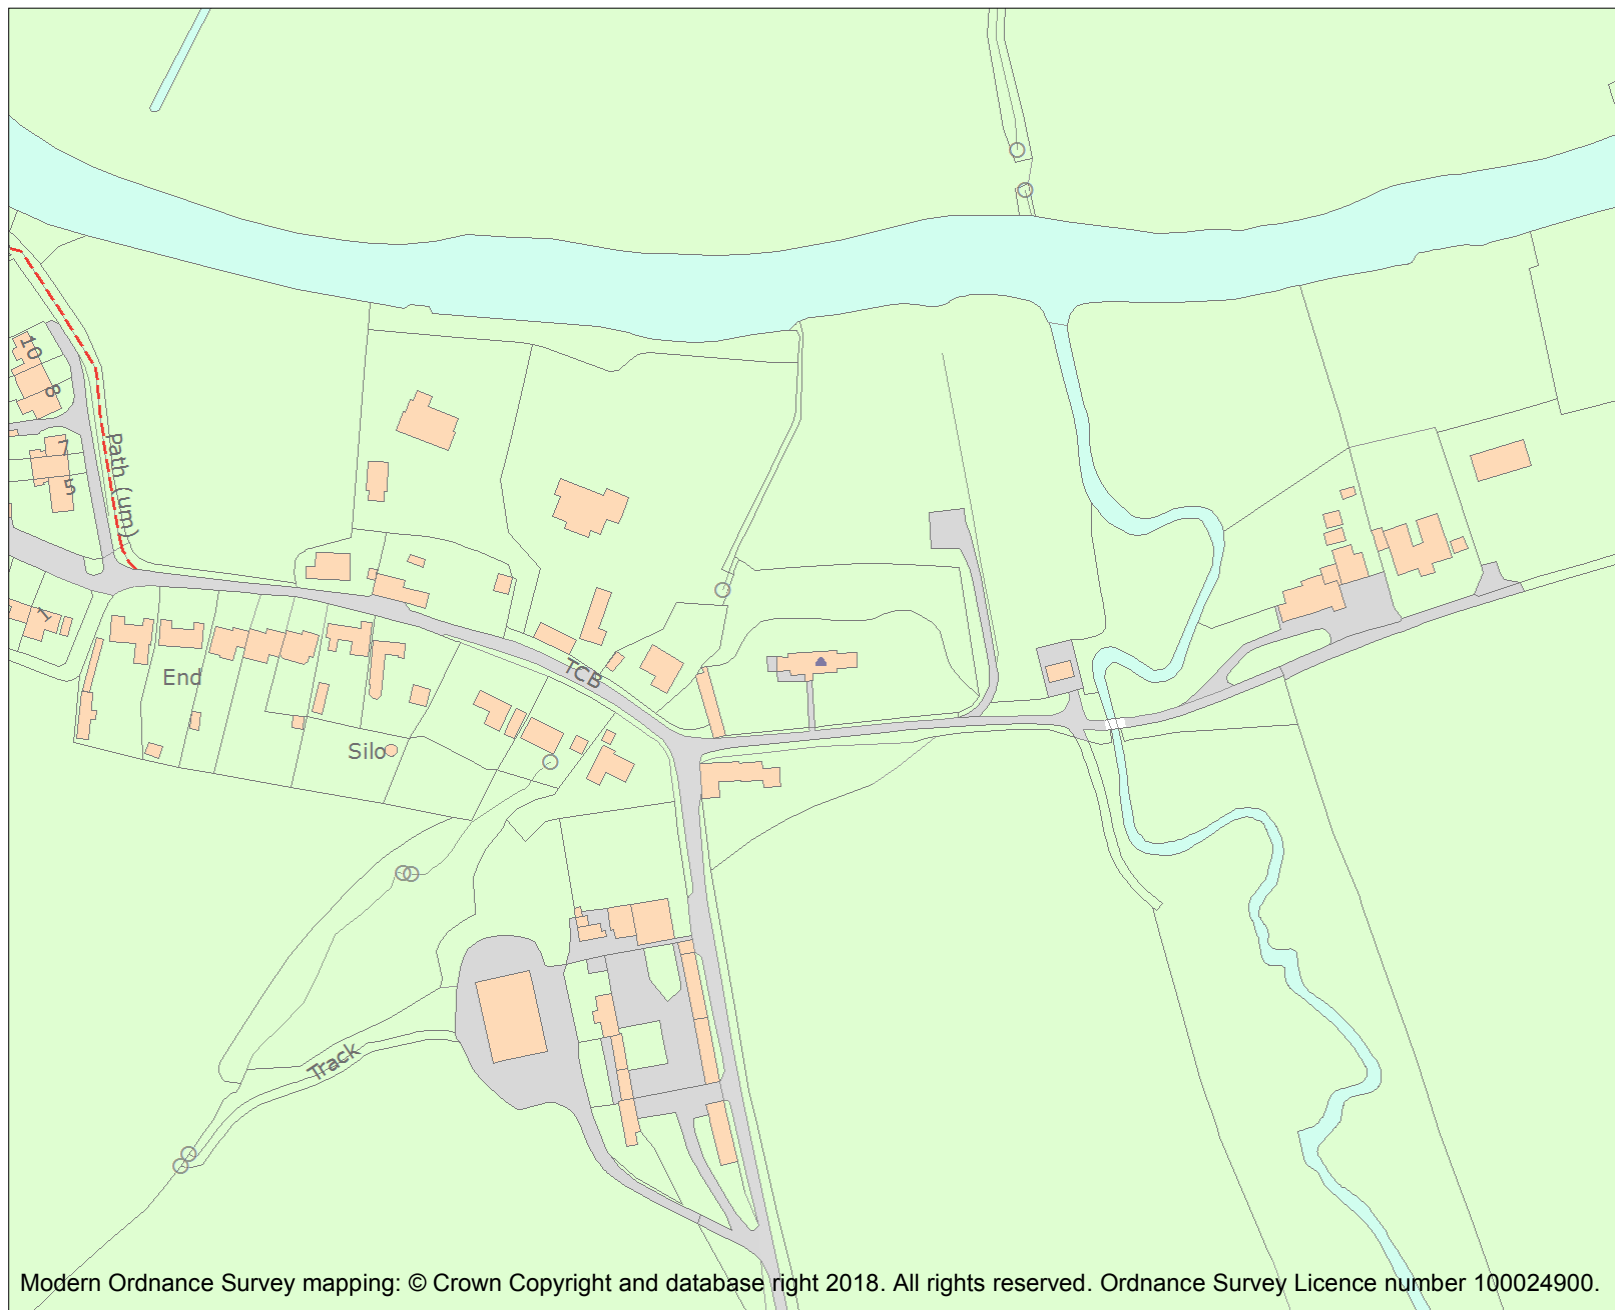 10
8
7
5
Path (um)
1
End
TCB
Silo
Track
Modern Ordnance Survey mapping: © Crown Copyright and database right 2018. All rights reserved. Ordnance Survey Licence number 100024900.